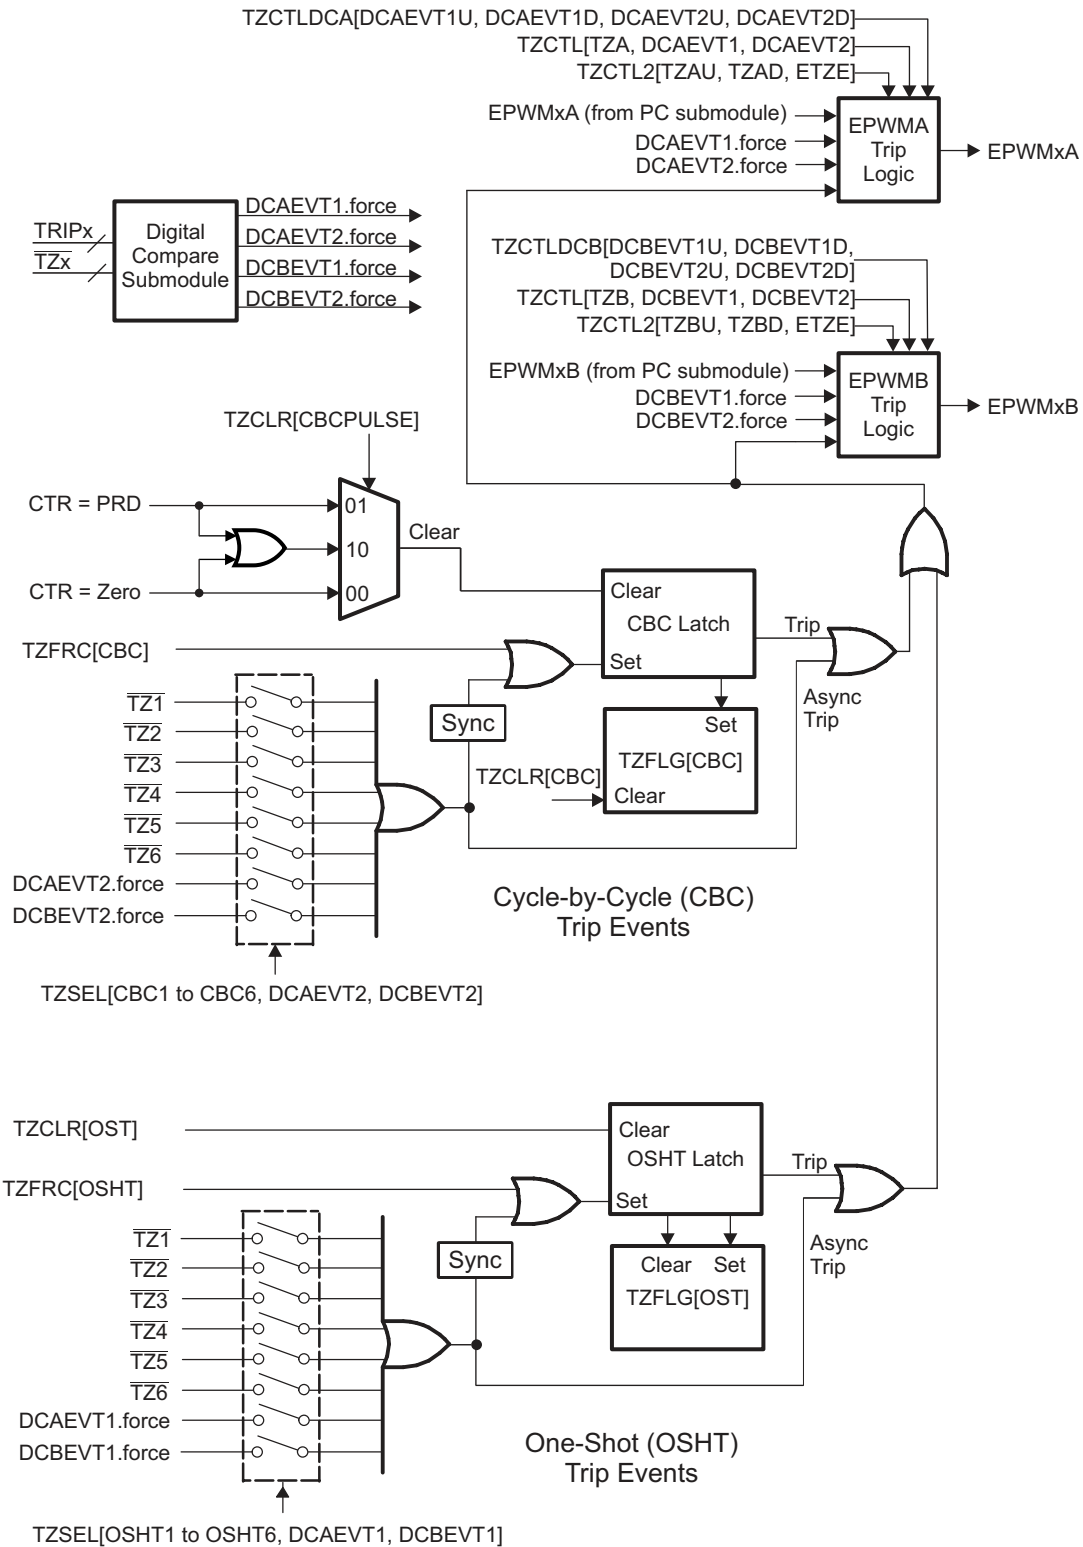 TZCTLDCA[DCAEVT1U, DCAEVT1D, DCAEVT2U, DCAEVT2D]
TZCTL[TZA, DCAEVT1, DCAEVT2]
TZCTL2[TZAU, TZAD, ETZE]
EPWMxA (from PC submodule)
DCAEVT1.force
DCAEVT2.force
EPWMA
Trip
Logic
EPWMxA
TRIPx
TZx
Digital
Compare
Submodule
DCAEVT1.force
DCAEVT2.force
DCBEVT1.force
DCBEVT2.force
TZCTLDCB[DCBEVT1U, DCBEVT1D,
DCBEVT2U, DCBEVT2D]
TZCTL[TZB, DCBEVT1, DCBEVT2]
TZCTL2[TZBU, TZBD, ETZE]
EPWMxB (from PC submodule)
DCBEVT1.force
DCBEVT2.force
EPWMB
Trip
Logic
EPWMxB
TZCLR[CBCPULSE]
CTR = PRD
CTR = Zero
01
10
00
Clear
Clear
CBC Latch
Set
Trip
Async
Trip
TZFRC[CBC]
Sync
Set
TZFLG[CBC]
Clear
TZCLR[CBC]
TZ1
TZ2
TZ3
TZ4
TZ5
TZ6
DCAEVT2.force
DCBEVT2.force
Cycle-by-Cycle (CBC)
Trip Events
TZSEL[CBC1 to CBC6, DCAEVT2, DCBEVT2]
TZCLR[OST]
TZFRC[OSHT]
Clear
OSHT Latch
Set
Trip
Async
Trip
Sync
Clear Set
TZFLG[OST]
TZ1
TZ2
TZ3
TZ4
TZ5
TZ6
DCAEVT1.force
DCBEVT1.force
One-Shot (OSHT)
Trip Events
TZSEL[OSHT1 to OSHT6, DCAEVT1, DCBEVT1]